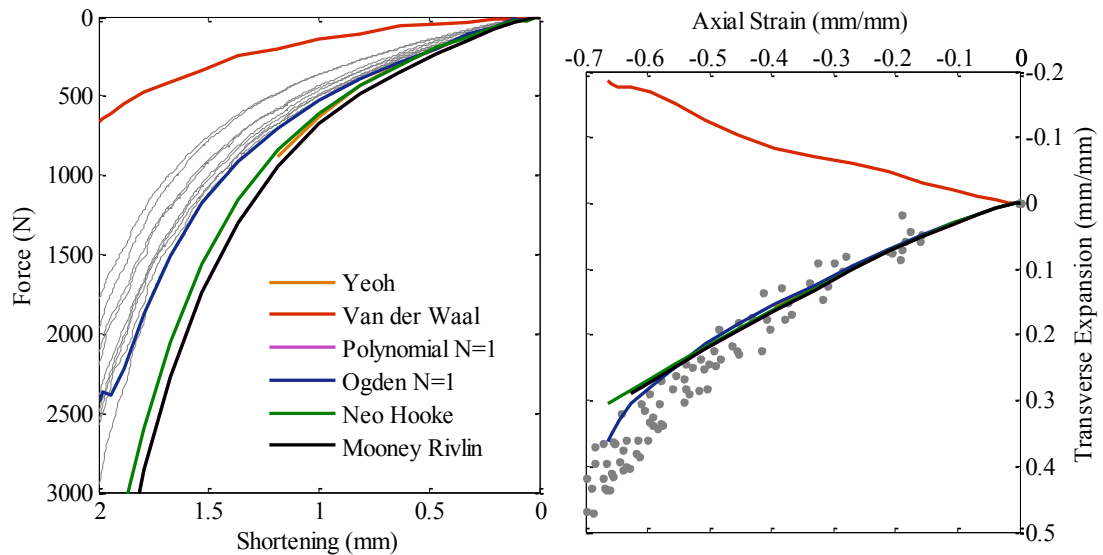 Axial Strain (mm/mm)
-0.7 -0.6 -0.5 -0.4 -0.3 -0.2 -0.1 0
-0.2
-0.1
0
0.1
0.2
0.3
0.4
0.5
Transverse Expansion (mm/mm)
0
500
1000
1500
2000
2500
3000
Force (N)
Yeoh
Van der Waal
Polynomial N=1
Ogden N=1
Neo Hooke
Mooney Rivlin
2 1.5 1 0.5 0
Shortening (mm)